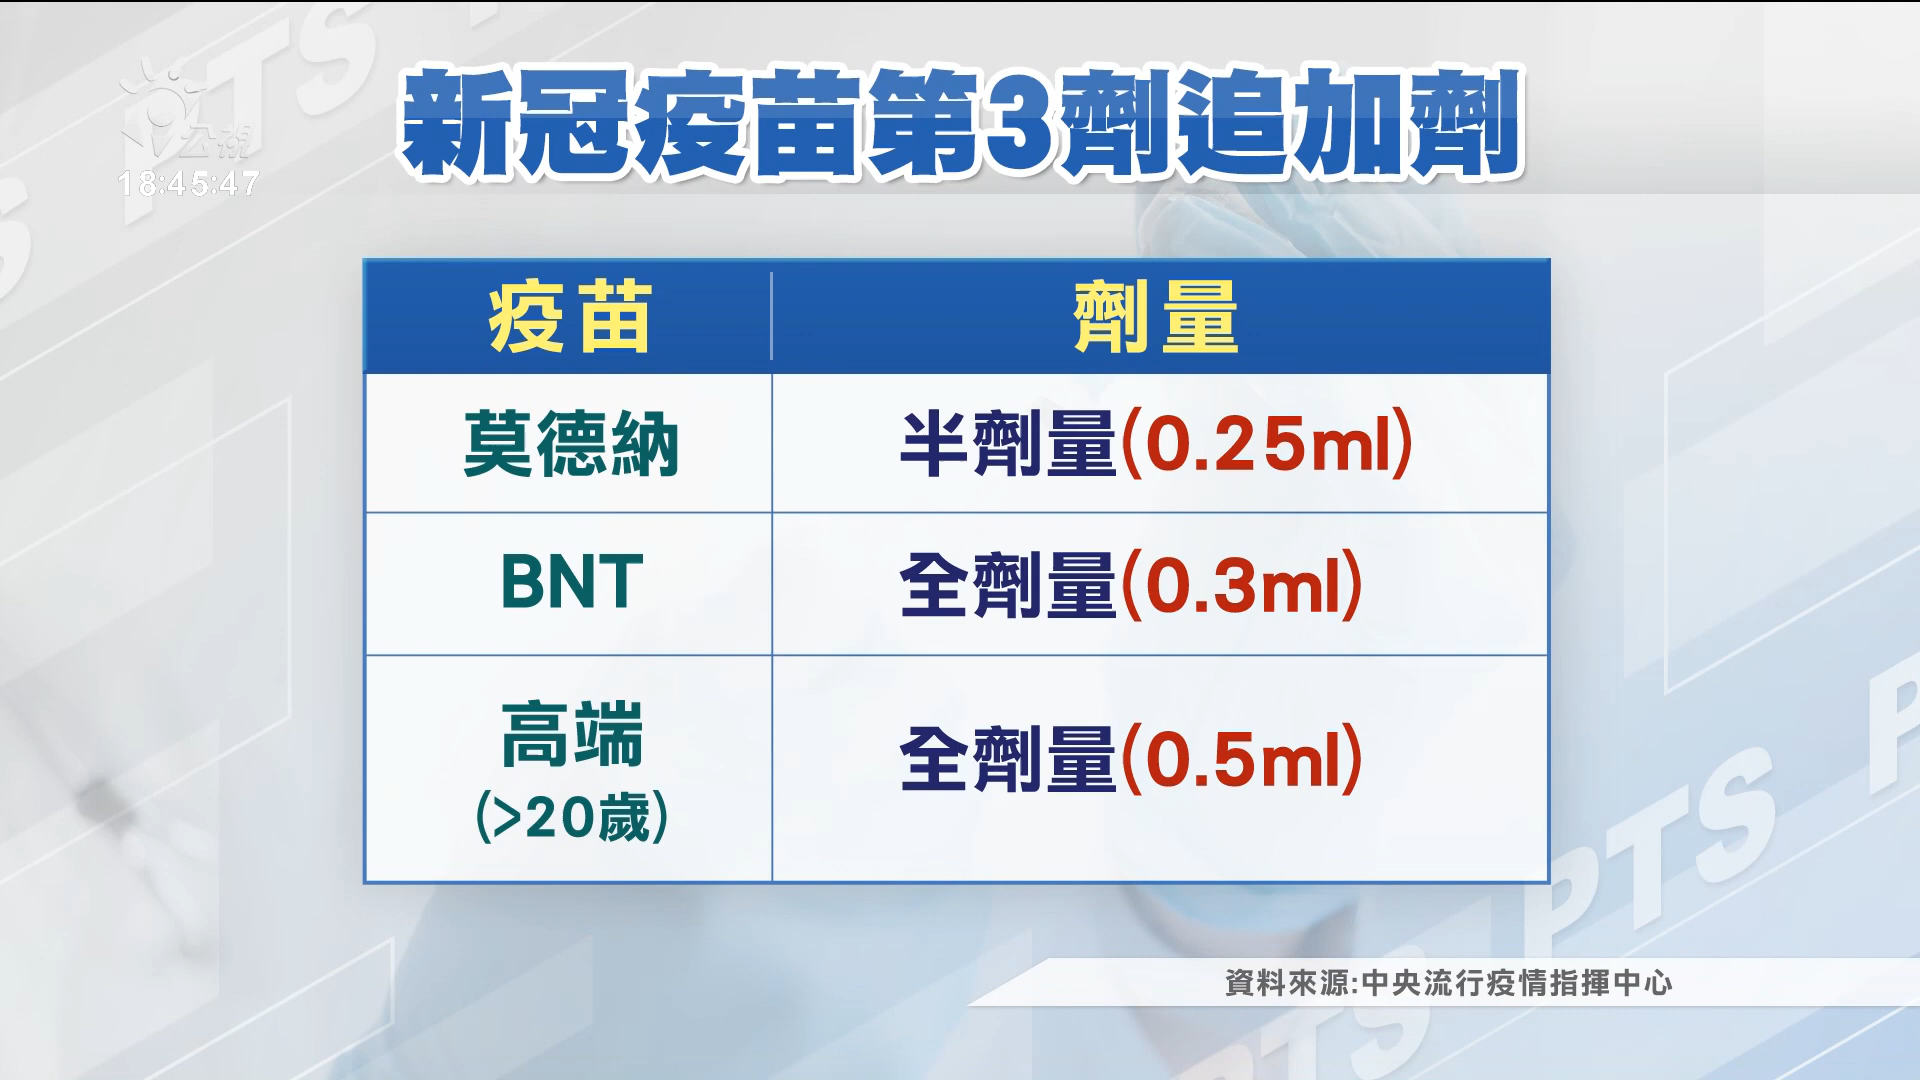 公視
18:45:47
新冠疫苗第3劑追加劑
疫苗 劑量
莫德納 半劑量(0.25ml)
BNT 全劑量(0.3ml)
高端
(>20歲) 全劑量(0.5ml)
資料來源:中央流行疫情指揮中心
PTS
PTS
PTS